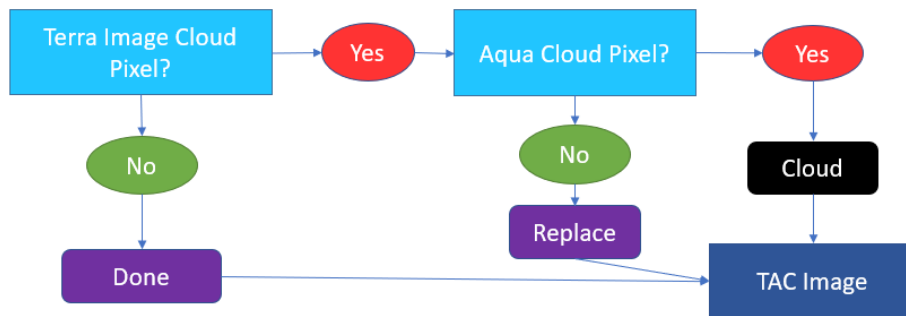 Terra Image Cloud
Pixel?
Yes
Aqua Cloud Pixel?
Yes
No
No
Cloud
Replace
Done
TAC Image